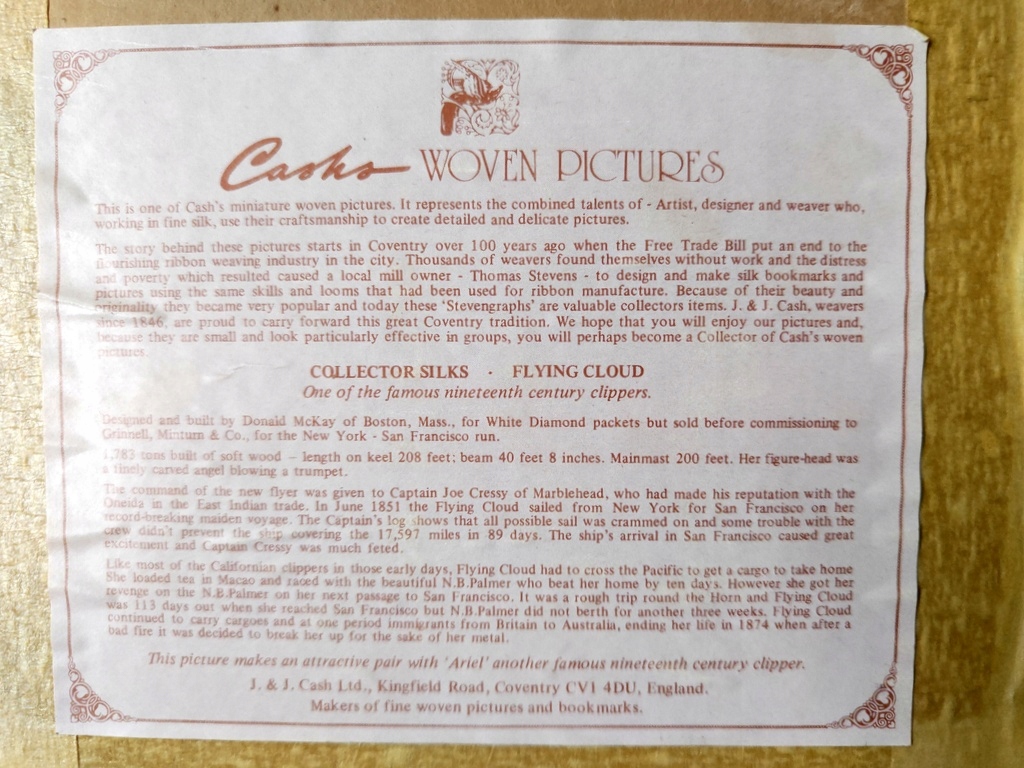 Cash's WOVEN PICTURES
This is one of Cash's miniature woven pictures. It represents the combined talents of - Artist, designer and weaver who,
working in fine silk, use their craftsmanship to create detailed and delicate pictures.
The story behind these pictures starts in Coventry over 100 years ago when the Free Trade Bill put an end to the
flourishing ribbon weaving industry in the city. Thousands of weavers found themselves without work and the distress
and poverty which resulted caused a local mill owner - Thomas Stevens - to design and make silk bookmarks and
pictures using the same skills and looms that had been used for ribbon manufacture. Because of their beauty and
originality they became very popular and today these 'Stevengraphs' are valuable collectors items. J. & J. Cash, weavers
since 1846, are proud to carry forward this great Coventry tradition. We hope that you will enjoy our pictures and,
because they are small and look particularly effective in groups, you will perhaps become a Collector of Cash's woven
pictures.
COLLECTOR SILKS · FLYING CLOUD
One of the famous nineteenth century clippers.
Designed and built by Donald McKay of Boston, Mass., for White Diamond packets but sold before commissioning to
Grinnell, Minturn & Co., for the New York - San Francisco run.
1,783 tons built of soft wood – length on keel 208 feet; beam 40 feet 8 inches. Mainmast 200 feet. Her figure-head was
a finely carved angel blowing a trumpet.
The command of the new flyer was given to Captain Joe Cressy of Marblehead, who had made his reputation with the
Oneida in the East Indian trade. In June 1851 the Flying Cloud sailed from New York for San Francisco on her
record-breaking maiden voyage. The Captain's log shows that all possible sail was crammed on and some trouble with the
crew didn't prevent the ship covering the 17,597 miles in 89 days. The ship's arrival in San Francisco caused great
excitement and Captain Cressy was much feted.
Like most of the Californian clippers in those early days, Flying Cloud had to cross the Pacific to get a cargo to take home
She loaded tea in Macao and raced with the beautiful N.B.Palmer who beat her home by ten days. However she got her
revenge on the N.B.Palmer on her next passage to San Francisco. It was a rough trip round the Horn and Flying Cloud
was 113 days out when she reached San Francisco but N.B.Palmer did not berth for another three weeks. Flying Cloud
continued to carry cargoes and at one period immigrants from Britain to Australia, ending her life in 1874 when after a
bad fire it was decided to break her up for the sake of her metal.
This picture makes an attractive pair with 'Ariel' another famous nineteenth century clipper.
J. & J. Cash Ltd., Kingfield Road, Coventry CV1 4DU, England.
Makers of fine woven pictures and bookmarks.